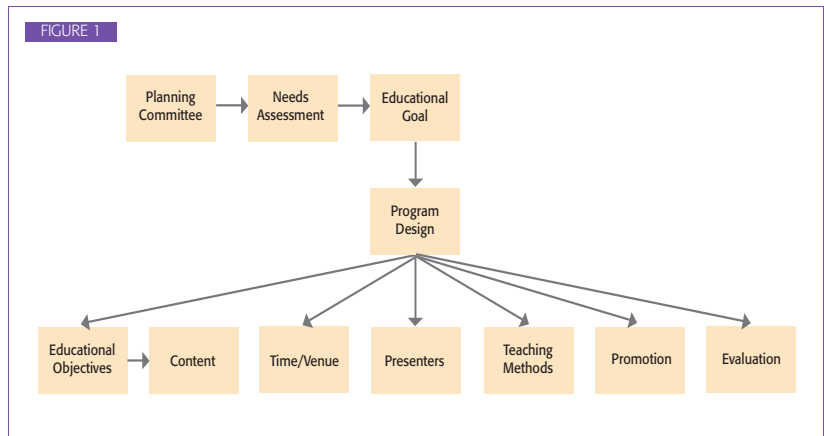 FIGURE 1
Planning
Committee
Needs
Assessment
Educational
Goal
Program
Design
Educational
Objectives
Content
Time/Venue
Presenters
Teaching
Methods
Promotion
Evaluation